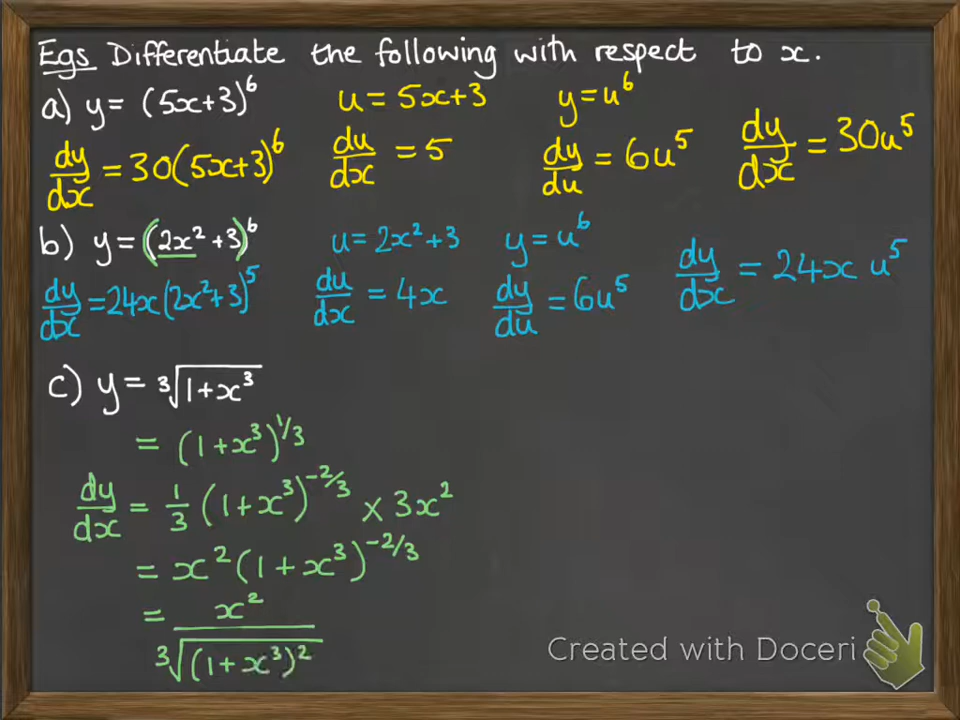 Egs Differentiate the following with respect to x.
a) y = (5x+3)^6 u = 5x+3 y = u^6
dy/dx = 30(5x+3)^6 du/dx = 5 dy/du = 6u^5 dy/dx = 30u^5
b) y = (2x^2+3)^6 u = 2x^2+3 y = u^6
dy/dx = 24x(2x^2+3)^5 du/dx = 4x dy/du = 6u^5 dy/dx = 24x u^5
c) y = ³√(1+x^3)
= (1+x^3)^1/3
dy/dx = 1/3 (1+x^3)^-2/3 × 3x^2
= x^2(1+x^3)^-2/3
= x^2 / ³√((1+x^3)^2)
Created with Doceri